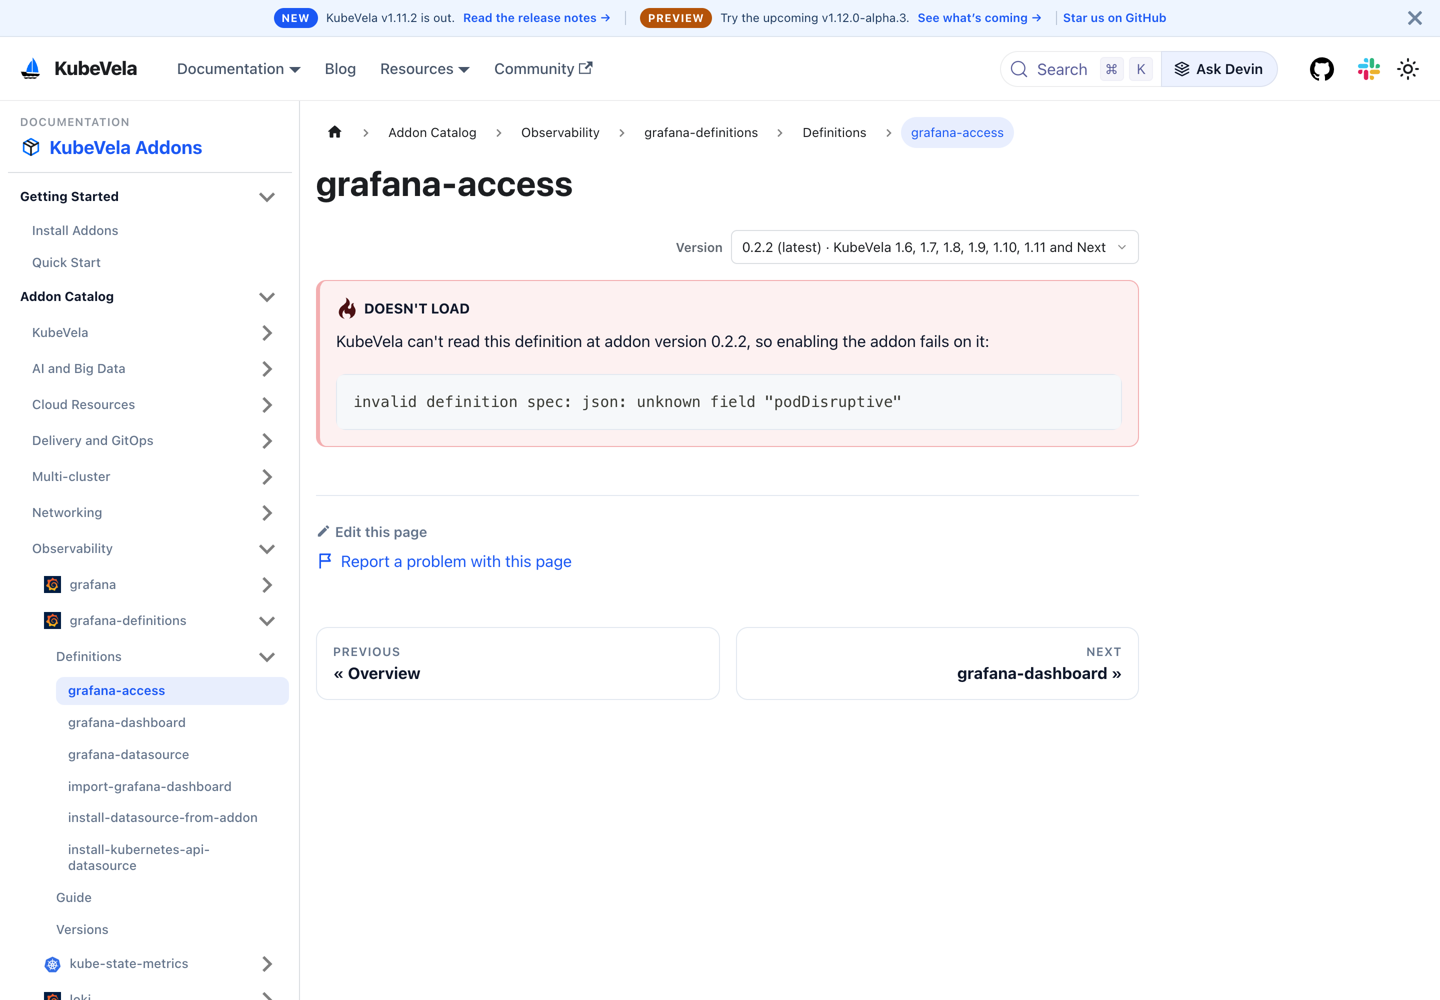 NEW KubeVela v1.11.2 is out. Read the release notes → PREVIEW Try the upcoming v1.12.0-alpha.3. See what's coming → Star us on GitHub
KubeVela Documentation Blog Resources Community Search ⌘ K Ask Devin
DOCUMENTATION
KubeVela Addons
Getting Started
Install Addons
Quick Start
Addon Catalog
KubeVela
AI and Big Data
Cloud Resources
Delivery and GitOps
Multi-cluster
Networking
Observability
grafana
grafana-definitions
Definitions
grafana-access
grafana-dashboard
grafana-datasource
import-grafana-dashboard
install-datasource-from-addon
install-kubernetes-api-
datasource
Guide
Versions
kube-state-metrics
loki
Addon Catalog › Observability › grafana-definitions › Definitions › grafana-access
grafana-access
Version 0.2.2 (latest) · KubeVela 1.6, 1.7, 1.8, 1.9, 1.10, 1.11 and Next
DOESN'T LOAD
KubeVela can't read this definition at addon version 0.2.2, so enabling the addon fails on it:
invalid definition spec: json: unknown field "podDisruptive"
Edit this page
Report a problem with this page
PREVIOUS
« Overview
NEXT
grafana-dashboard »